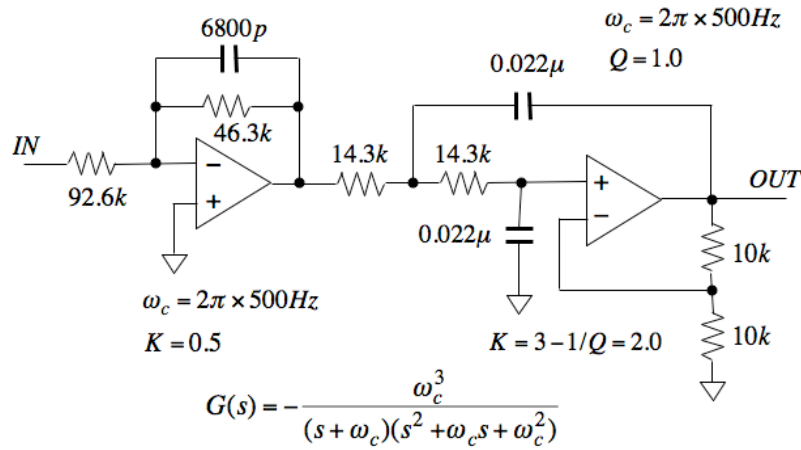 6800p
46.3k
IN
92.6k
−
+
ω_c = 2π × 500Hz
K = 0.5
14.3k
14.3k
0.022μ
0.022μ
ω_c = 2π × 500Hz
Q = 1.0
+
−
OUT
10k
10k
K = 3 − 1/Q = 2.0
G(s) = − ω_c^3 / ((s + ω_c)(s^2 + ω_c s + ω_c^2))